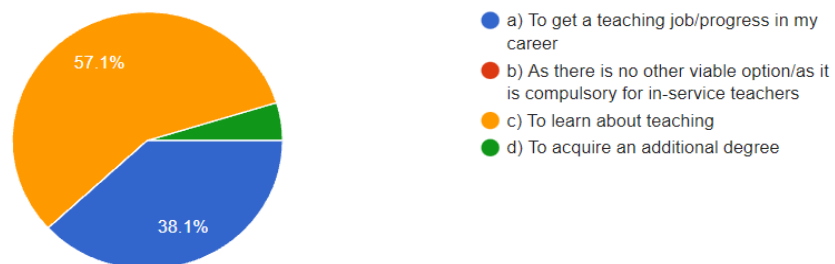 57.1%
38.1%
a) To get a teaching job/progress in my
career
b) As there is no other viable option/as it
is compulsory for in-service teachers
c) To learn about teaching
d) To acquire an additional degree